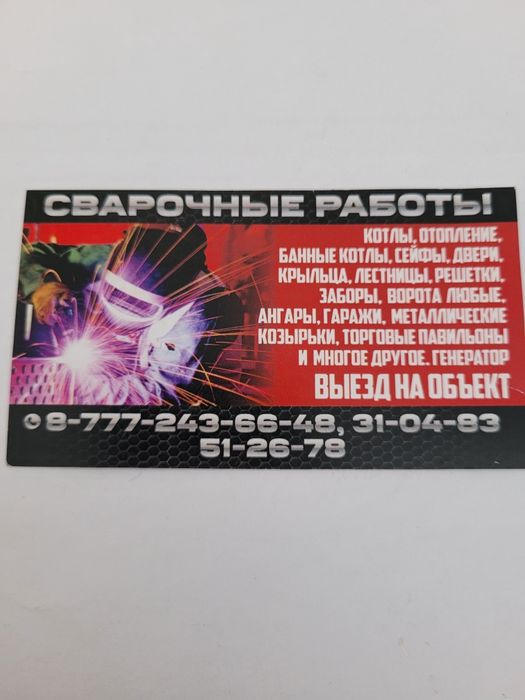 СВАРОЧНЫЕ РАБОТЫ
КОТЛЫ, ОТОПЛЕНИЕ,
БАННЫЕ КОТЛЫ, СЕЙФЫ, ДВЕРИ,
КРЫЛЬЦА, ЛЕСТНИЦЫ, РЕШЕТКИ,
ЗАБОРЫ, ВОРОТА ЛЮБЫЕ,
АНГАРЫ, ГАРАЖИ, МЕТАЛЛИЧЕСКИЕ
КОЗЫРЬКИ, ТОРГОВЫЕ ПАВИЛЬОНЫ
И МНОГОЕ ДРУГОЕ. ГЕНЕРАТОР
ВЫЕЗД НА ОБЪЕКТ
8-777-243-66-48, 31-04-83
51-26-78